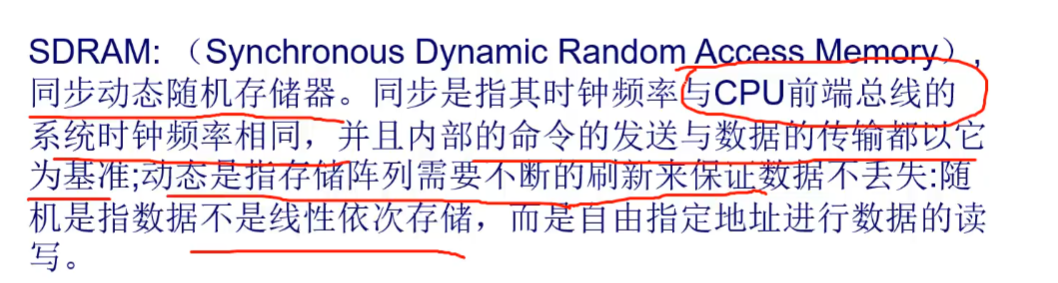 SDRAM: （Synchronous Dynamic Random Access Memory）,
同步动态随机存储器。同步是指其时钟频率与CPU前端总线的
系统时钟频率相同，并且内部的命令的发送与数据的传输都以它
为基准;动态是指存储阵列需要不断的刷新来保证数据不丢失:随
机是指数据不是线性依次存储，而是自由指定地址进行数据的读
写。